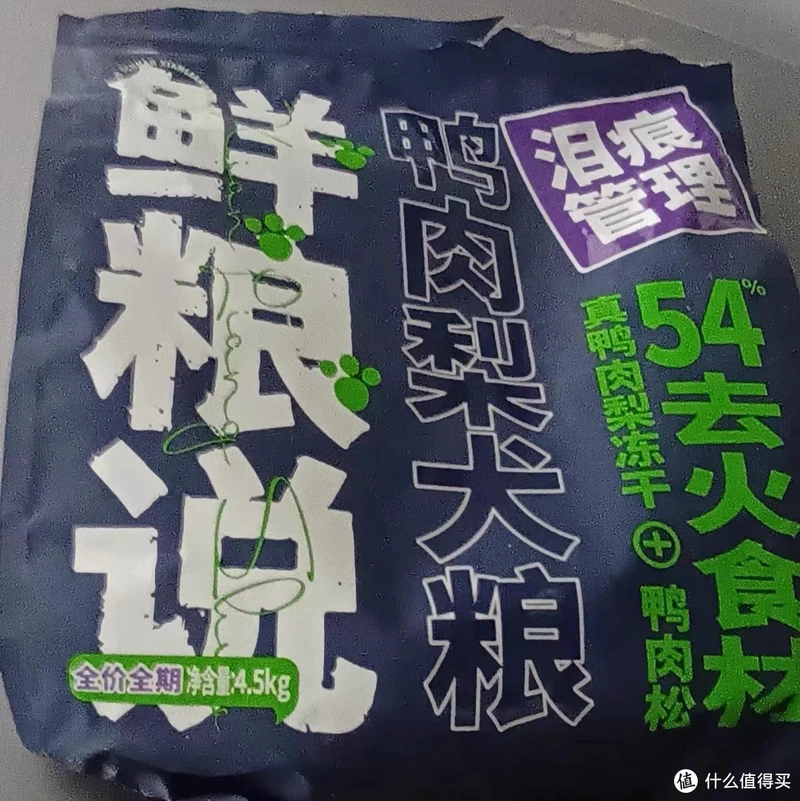 鲜粮说
鸭肉梨犬粮
泪痕
管理
54%去火食材
真鸭肉梨冻干
+
鸭肉松
全价全期 净含量:4.5kg
值 什么值得买